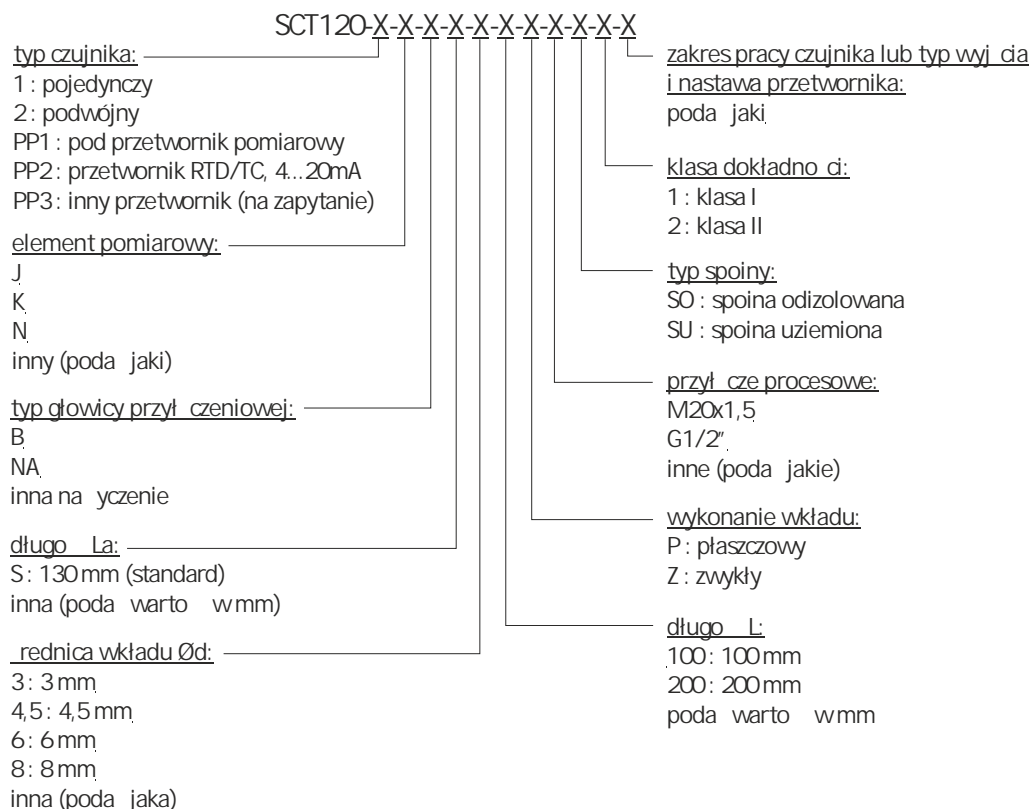 SCT120-X-X-X-X-X-X-X-X-X-X-X
typ czujnika:
1 : pojedynczy
2 : podwójny
PP1 : pod przetwornik pomiarowy
PP2 : przetwornik RTD/TC, 4...20mA
PP3 : inny przetwornik (na zapytanie)
element pomiarowy:
J
K
N
inny (poda jaki)
typ głowicy przył czeniowej:
B
NA
inna na yczenie
długo La:
S : 130 mm (standard)
inna (poda warto w mm)
rednica wkładu Ød:
3 : 3 mm
4,5 : 4,5 mm
6 : 6 mm
8 : 8 mm
inna (poda jaka)
zakres pracy czujnika lub typ wyj cia
i nastawa przetwornika:
poda jaki
klasa dokładno ci:
1 : klasa I
2 : klasa II
typ spoiny:
SO : spoina odizolowana
SU : spoina uziemiona
przył cze procesowe:
M20x1,5
G1/2"
inne (poda jakie)
wykonanie wkładu:
P : płaszczowy
Z : zwykły
długo L:
100 : 100 mm
200 : 200 mm
poda warto w mm